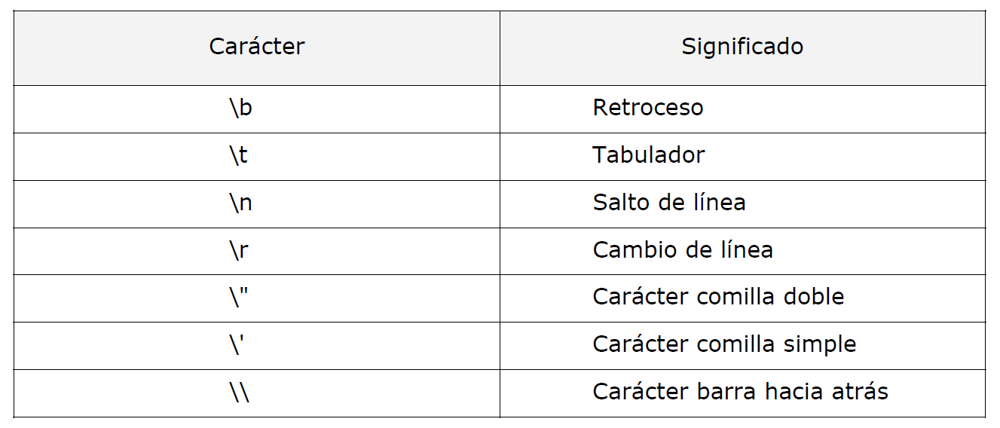 Carácter Significado
\b Retroceso
\t Tabulador
\n Salto de línea
\r Cambio de línea
\" Carácter comilla doble
\' Carácter comilla simple
\\ Carácter barra hacia atrás